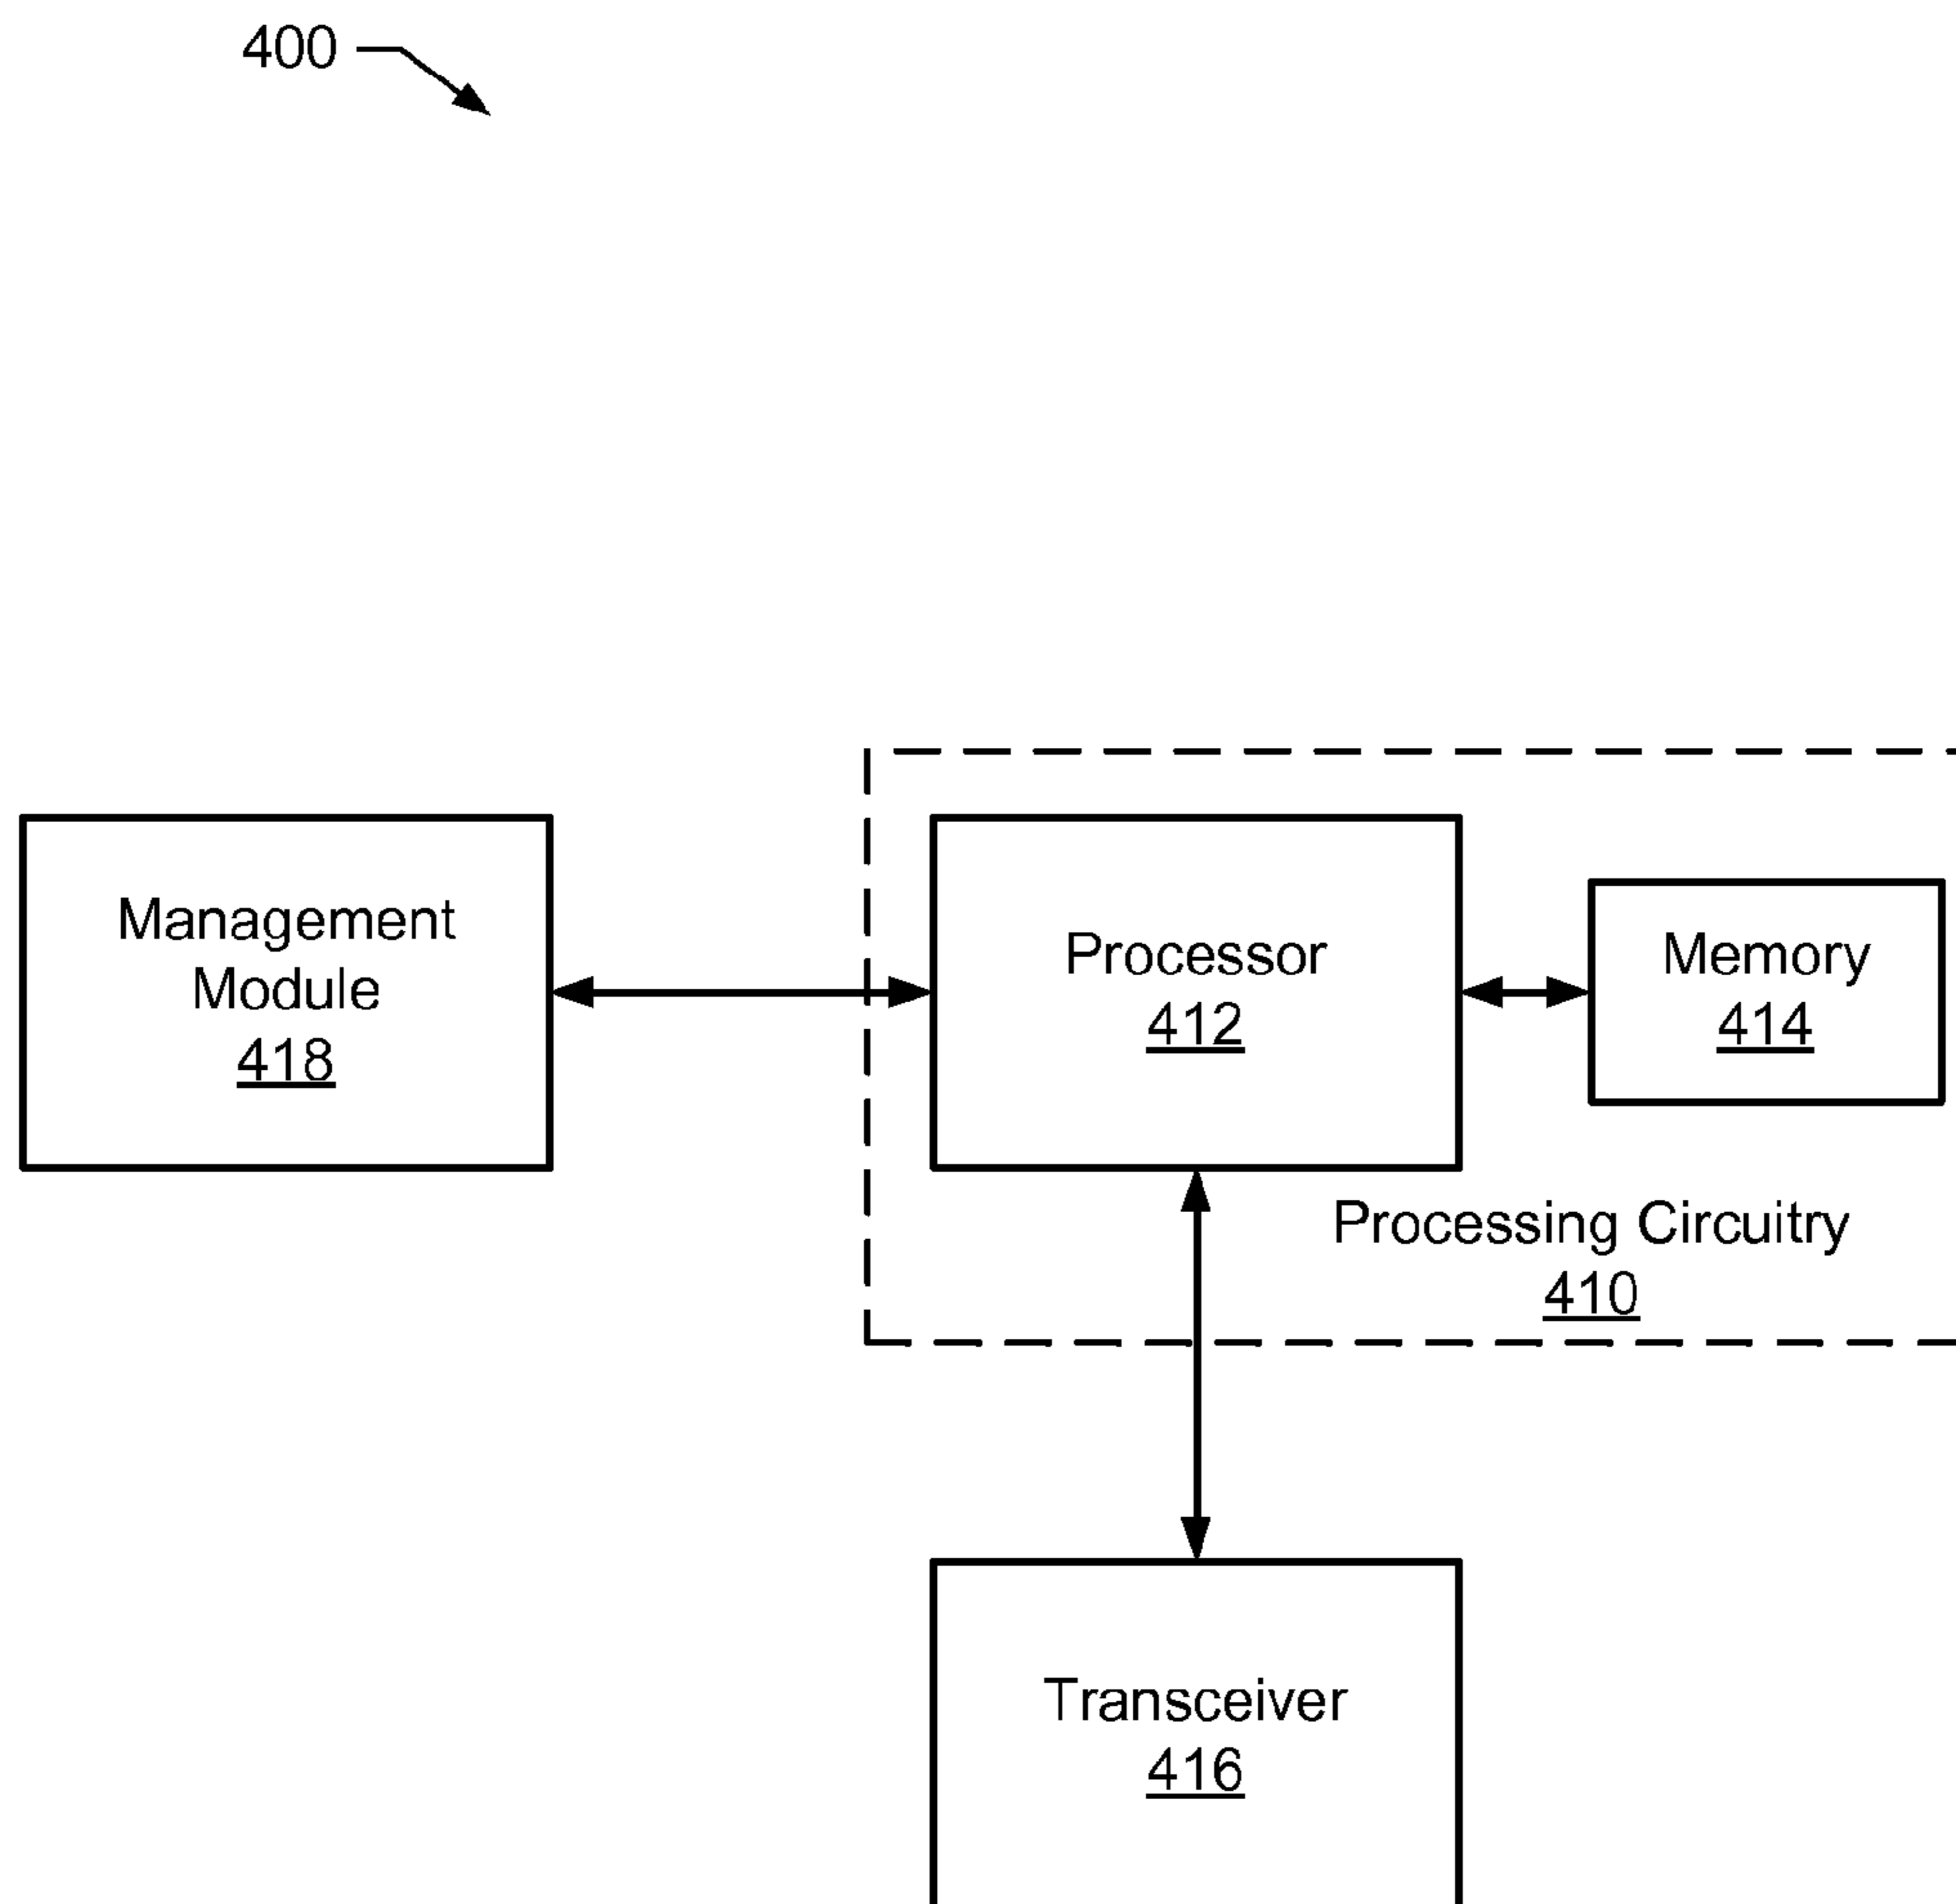 400
Management
Module
418
Processor
412
Memory
414
Processing Circuitry
410
Transceiver
416